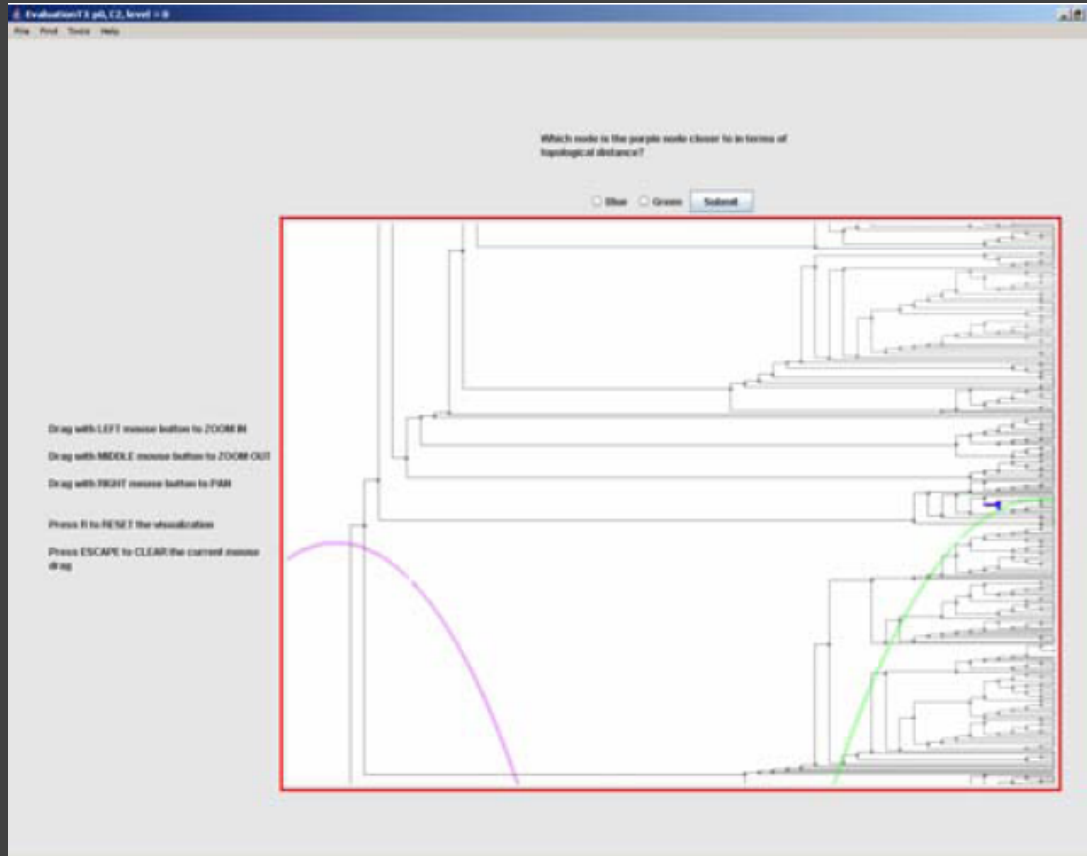 EvaluationT1 p0, C2, level = 0
File Find Tools Help
Which node is the purple node closer to in terms of
topological distance?
Blue Green Submit
Drag with LEFT mouse button to ZOOM IN
Drag with MIDDLE mouse button to ZOOM OUT
Drag with RIGHT mouse button to PAN
Press R to RESET the visualization
Press ESCAPE to CLEAR the current mouse
drag